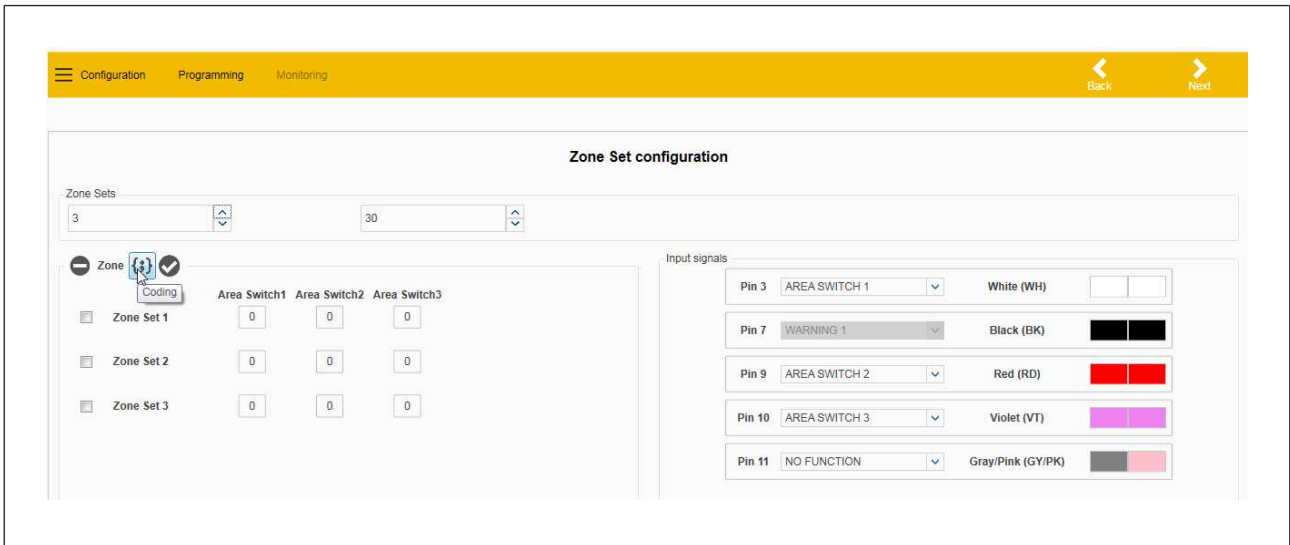 Configuration Programming Monitoring Back Next
Zone Set configuration
Zone Sets
3 30
Zone {;}
Coding
Area Switch1 Area Switch2 Area Switch3
Zone Set 1 0 0 0
Zone Set 2 0 0 0
Zone Set 3 0 0 0
Input signals
Pin 3 AREA SWITCH 1 White (WH)
Pin 7 WARNING 1 Black (BK)
Pin 9 AREA SWITCH 2 Red (RD)
Pin 10 AREA SWITCH 3 Violet (VT)
Pin 11 NO FUNCTION Gray/Pink (GY/PK)